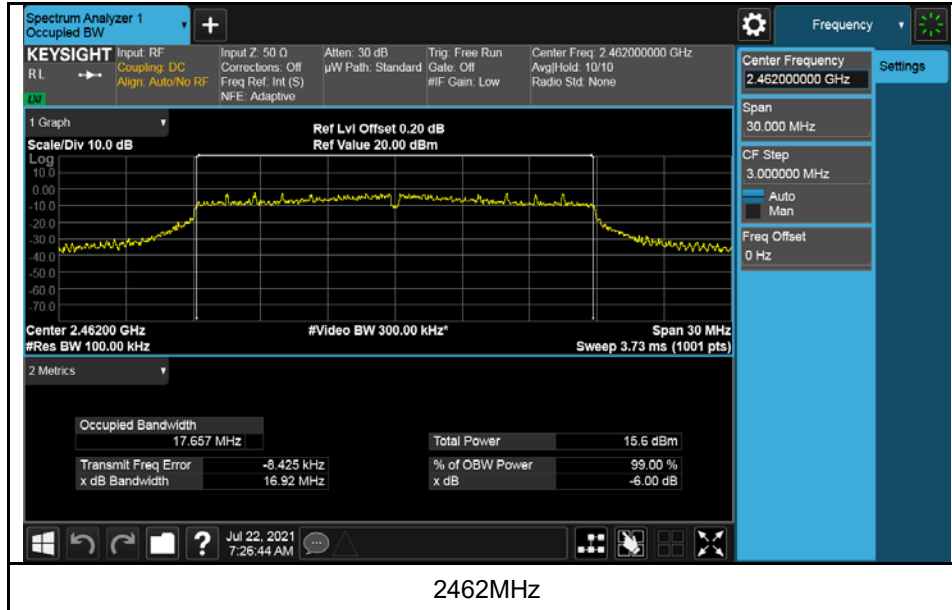 Spectrum Analyzer 1
Occupied BW
+
Frequency
KEYSIGHT
RL
LXI
Input: RF
Coupling: DC
Align: Auto/No RF
Input Z: 50 Ω
Corrections: Off
Freq Ref: Int (S)
NFE: Adaptive
Atten: 30 dB
µW Path: Standard
Trig: Free Run
Gate: Off
#IF Gain: Low
Center Freq: 2.462000000 GHz
Avg|Hold: 10/10
Radio Std: None
Center Frequency
2.462000000 GHz
Settings
Span
30.000 MHz
CF Step
3.000000 MHz
Auto
Man
Freq Offset
0 Hz
1 Graph
Scale/Div 10.0 dB
Ref Lvl Offset 0.20 dB
Ref Value 20.00 dBm
Log
10.0
0.00
-10.0
-20.0
-30.0
-40.0
-50.0
-60.0
-70.0
Center 2.46200 GHz
#Video BW 300.00 kHz*
Span 30 MHz
#Res BW 100.00 kHz
Sweep 3.73 ms (1001 pts)
2 Metrics
Occupied Bandwidth
17.657 MHz
Total Power 15.6 dBm
Transmit Freq Error -8.425 kHz
% of OBW Power 99.00 %
x dB Bandwidth 16.92 MHz
x dB -6.00 dB
?
Jul 22, 2021
7:26:44 AM
2462MHz